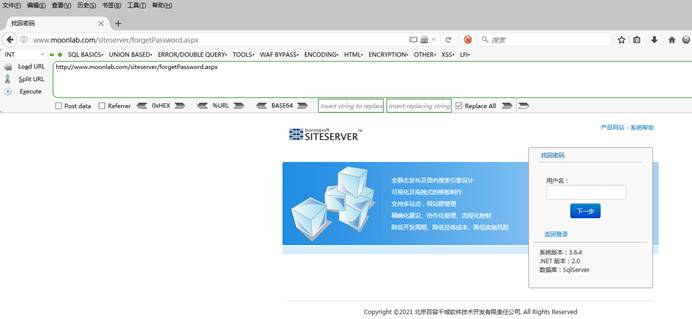 文件(F) 编辑(E) 查看(V) 历史(S) 书签(B) 工具(T) 帮助(H)
找回密码
www.moonlab.com/siteserver/forgetPassword.aspx
搜索
INT
SQL BASICS UNION BASED ERROR/DOUBLE QUERY TOOLS WAF BYPASS ENCODING HTML ENCRYPTION OTHER XSS LFI
Load URL
http://www.moonlab.com/siteserver/forgetPassword.aspx
Split URL
Execute
Post data Referrer 0xHEX %URL BASE64 Insert string to replace Insert replacing string Replace All
产品网站 - 系统帮助
SITESERVER™
找回密码
全静态发布及面向搜索引擎设计
可视化及拖拽式的模板制作
支持多站点,网站群管理
精确化建设、协作化管理、流程化控制
降低开发周期、降低总体成本、降低实施风险
用户名:
下一步
返回登录
系统版本:3.6.4
.NET 版本:2.0
数据库:SqlServer
Copyright ©2021 北京百容千域软件技术开发有限责任公司. All Rights Reserved